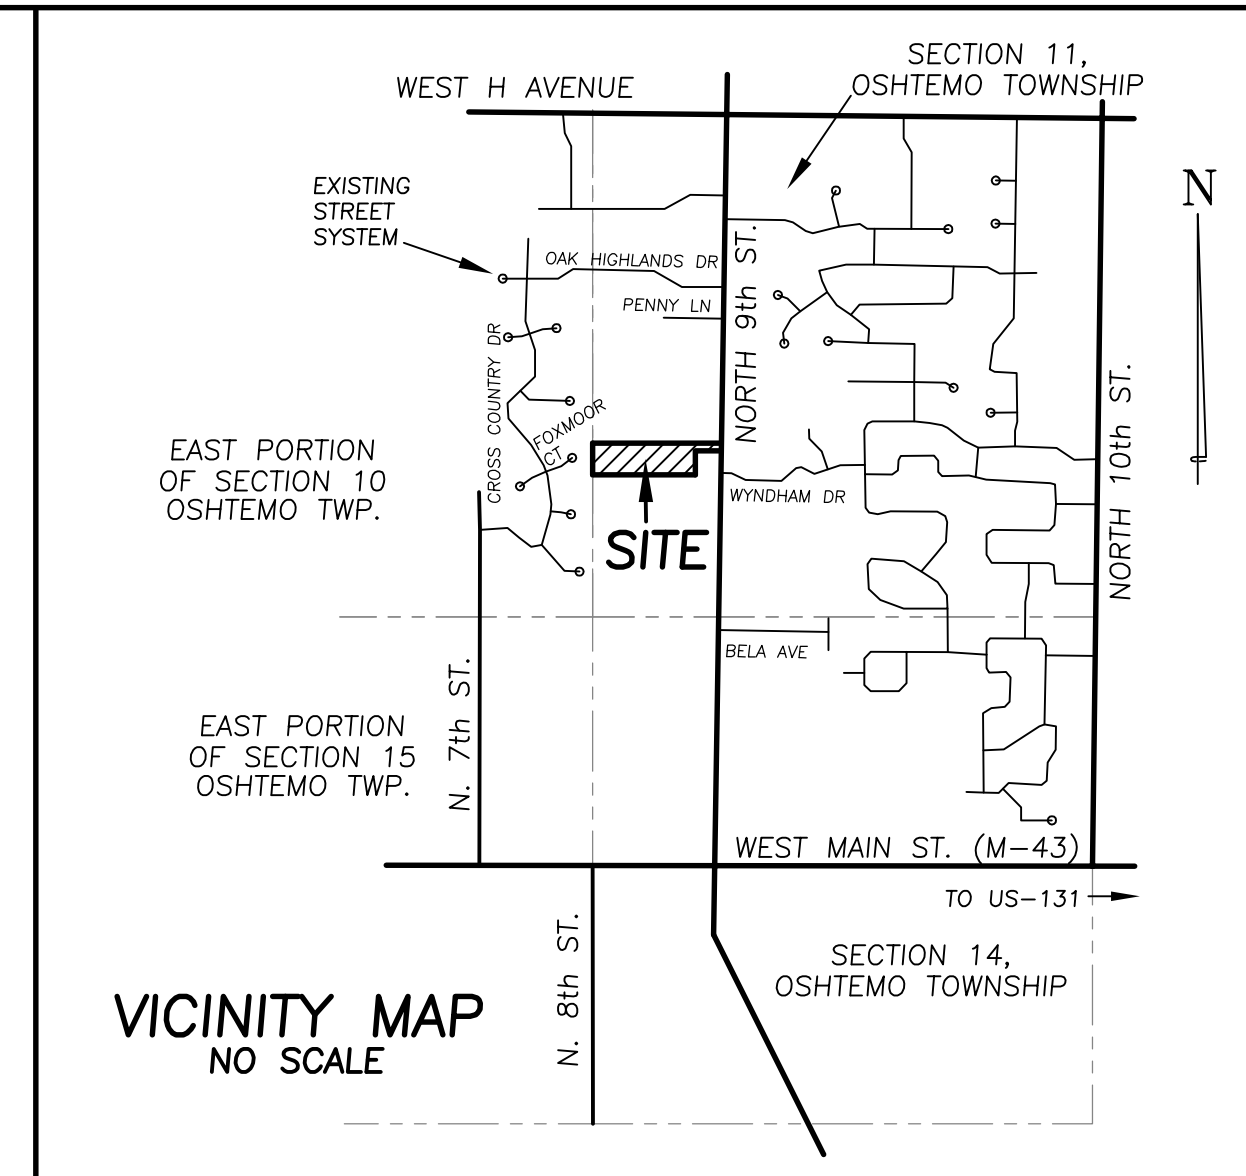 SECTION 11,
OSHTEMO TOWNSHIP
WEST H AVENUE
N
EXISTING
STREET
SYSTEM
OAK HIGHLANDS DR
PENNY LN
NORTH 9th ST.
CROSS COUNTRY DR
FOXMOOR
CT
NORTH 10th ST.
EAST PORTION
OF SECTION 10
OSHTEMO TWP.
WYNDHAM DR
SITE
BELA AVE
N. 7th ST.
EAST PORTION
OF SECTION 15
OSHTEMO TWP.
WEST MAIN ST. (M-43)
TO US-131
N. 8th ST.
SECTION 14,
OSHTEMO TOWNSHIP
VICINITY MAP
NO SCALE